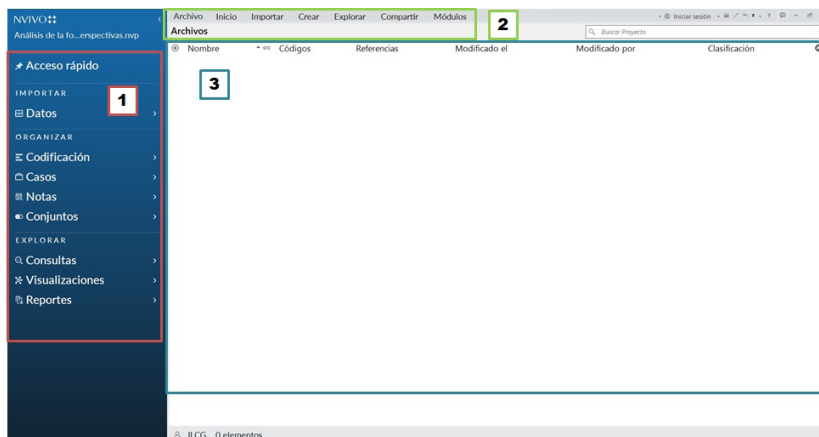 NVIVO
Análisis de la fo...erspectivas.nvp
Acceso rápido
IMPORTAR
Datos
ORGANIZAR
Codificación
Casos
Notas
Conjuntos
EXPLORAR
Consultas
Visualizaciones
Reportes
1
Archivo Inicio Importar Crear Explorar Compartir Módulos
2
Iniciar sesión
Archivos
Buscar Proyecto
Nombre Códigos Referencias Modificado el Modificado por Clasificación
3
JLCG 0 elementos